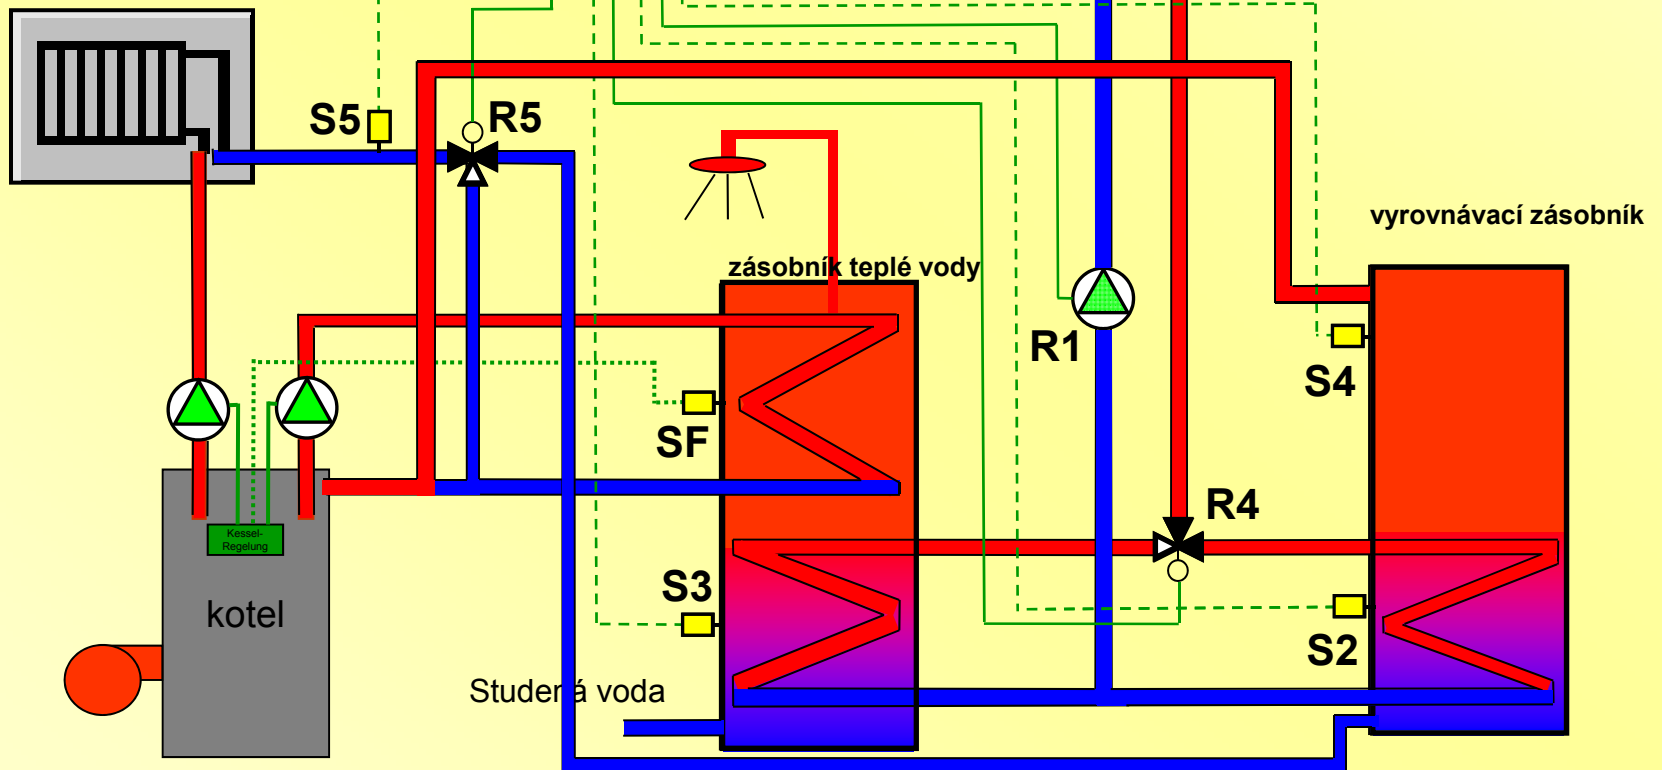 S5
R5
vyrovnávací zásobník
zásobník teplé vody
R1
S4
SF
R4
Kessel-
Regelung
S3
kotel
S2
Studená voda